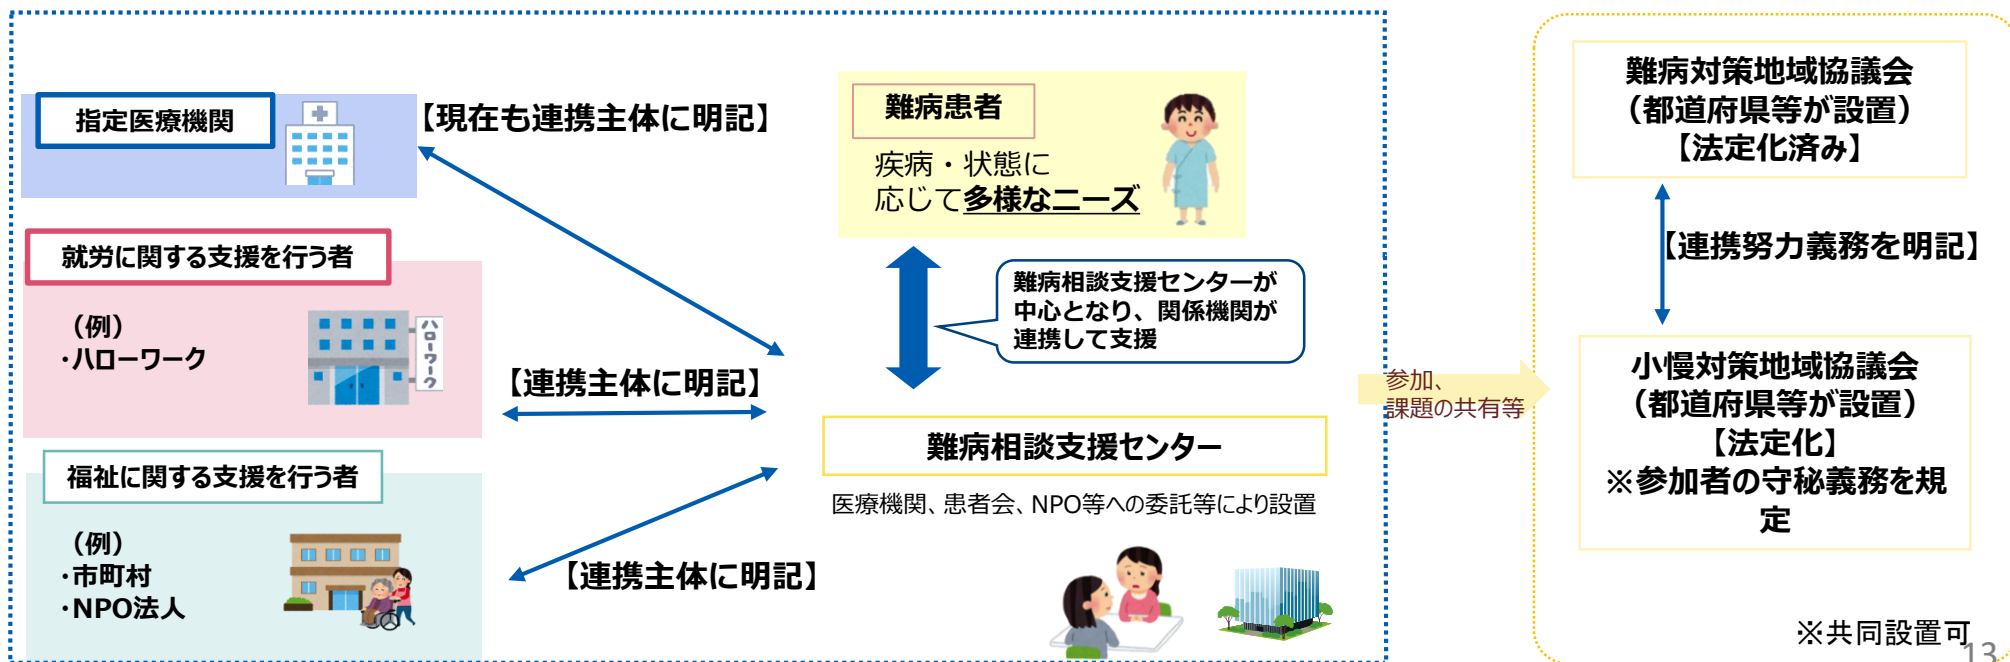 指定医療機関
【現在も連携主体に明記】
就労に関する支援を行う者
（例）
・ハローワーク
ハローワーク
【連携主体に明記】
福祉に関する支援を行う者
（例）
・市町村
・NPO法人
【連携主体に明記】
難病患者
疾病・状態に
応じて多様なニーズ
難病相談支援センターが
中心となり、関係機関が
連携して支援
難病相談支援センター
医療機関、患者会、NPO等への委託等により設置
参加、
課題の共有等
難病対策地域協議会
（都道府県等が設置）
【法定化済み】
【連携努力義務を明記】
小慢対策地域協議会
（都道府県等が設置）
【法定化】
※参加者の守秘義務を規
定
※共同設置可
13